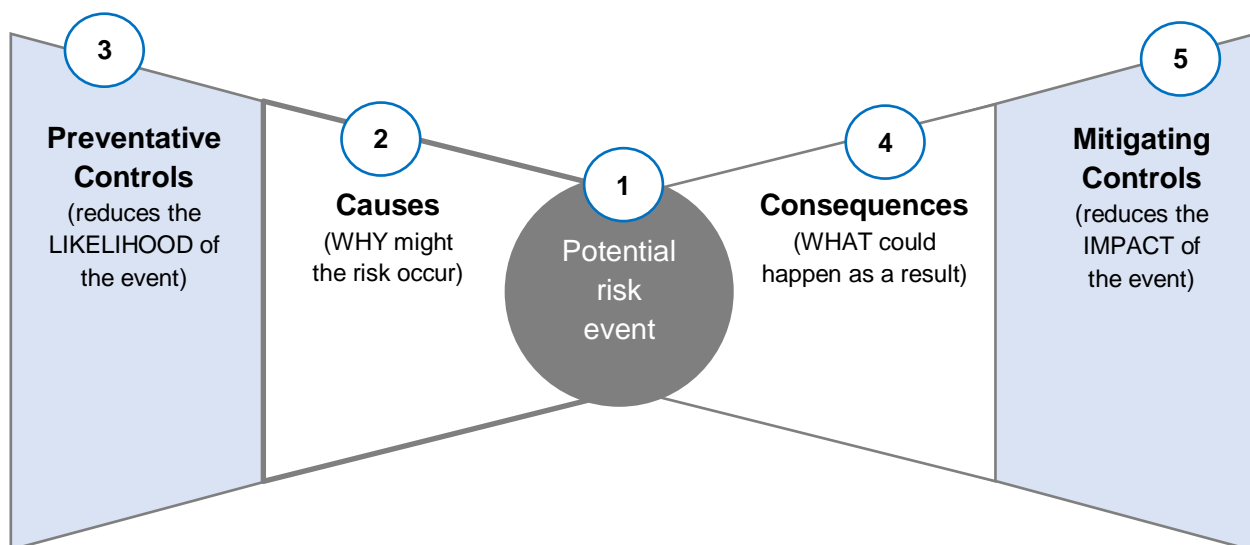 3
Preventative
Controls
(reduces the
LIKELIHOOD of
the event)
2
Causes
(WHY might
the risk occur)
1
Potential
risk
event
4
Consequences
(WHAT could
happen as a result)
5
Mitigating
Controls
(reduces the
IMPACT of
the event)